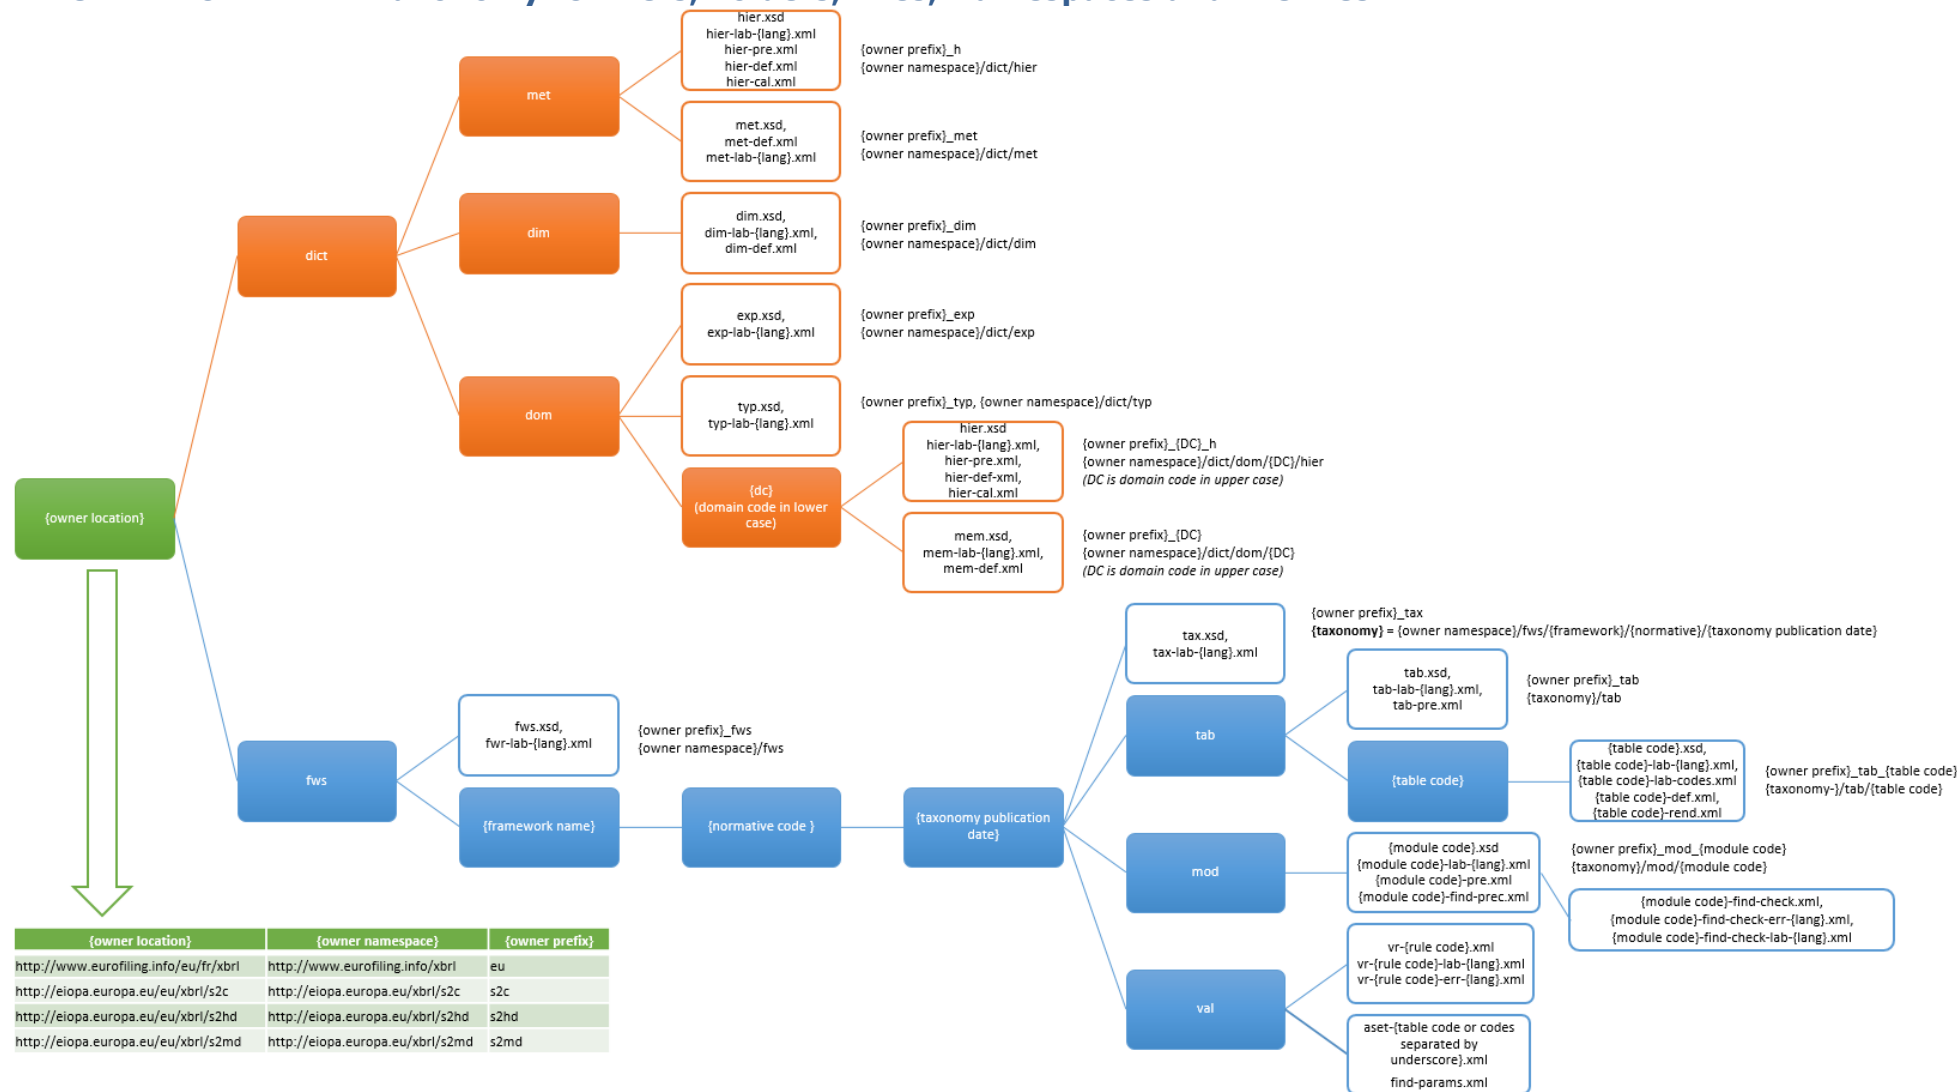 hier.xsd
hier-lab-{lang}.xml
hier-pre.xml
hier-def.xml
hier-cal.xml
{owner prefix}_h
{owner namespace}/dict/hier
met
met.xsd,
met-def.xml
met-lab-{lang}.xml
{owner prefix}_met
{owner namespace}/dict/met
dict
dim
dim.xsd,
dim-lab-{lang}.xml,
dim-def.xml
{owner prefix}_dim
{owner namespace}/dict/dim
exp.xsd,
exp-lab-{lang}.xml
{owner prefix}_exp
{owner namespace}/dict/exp
dom
typ.xsd,
typ-lab-{lang}.xml
{owner prefix}_typ, {owner namespace}/dict/typ
{dc}
(domain code in lower
case)
hier.xsd
hier-lab-{lang}.xml,
hier-pre.xml,
hier-def-xml,
hier-cal.xml
{owner prefix}_{DC}_h
{owner namespace}/dict/dom/{DC}/hier
(DC is domain code in upper case)
mem.xsd,
mem-lab-{lang}.xml,
mem-def.xml
{owner prefix}_{DC}
{owner namespace}/dict/dom/{DC}
(DC is domain code in upper case)
{owner location}
fws
fws.xsd,
fwr-lab-{lang}.xml
{owner prefix}_fws
{owner namespace}/fws
{framework name}
{normative code }
{taxonomy publication
date}
tax.xsd,
tax-lab-{lang}.xml
{owner prefix}_tax
{taxonomy} = {owner namespace}/fws/{framework}/{normative}/{taxonomy publication date}
tab
tab.xsd,
tab-lab-{lang}.xml,
tab-pre.xml
{owner prefix}_tab
{taxonomy}/tab
{table code}
{table code}.xsd,
{table code}-lab-{lang}.xml,
{table code}-lab-codes.xml
{table code}-def.xml,
{table code}-rend.xml
{owner prefix}_tab_{table code}
{taxonomy-}/tab/{table code}
mod
{module code}.xsd
{module code}-lab-{lang}.xml
{module code}-pre.xml
{module code}-find-prec.xml
{owner prefix}_mod_{module code}
{taxonomy}/mod/{module code}
{module code}-find-check.xml,
{module code}-find-check-err-{lang}.xml,
{module code}-find-check-lab-{lang}.xml
val
vr-{rule code}.xml
vr-{rule code}-lab-{lang}.xml
vr-{rule code}-err-{lang}.xml
aset-{table code or codes
separated by
underscore}.xml
find-params.xml
{owner location} {owner namespace} {owner prefix}
http://www.eurofiling.info/eu/fr/xbrl http://www.eurofiling.info/xbrl eu
http://eiopa.europa.eu/eu/xbrl/s2c http://eiopa.europa.eu/xbrl/s2c s2c
http://eiopa.europa.eu/eu/xbrl/s2hd http://eiopa.europa.eu/xbrl/s2hd s2hd
http://eiopa.europa.eu/eu/xbrl/s2md http://eiopa.europa.eu/xbrl/s2md s2md